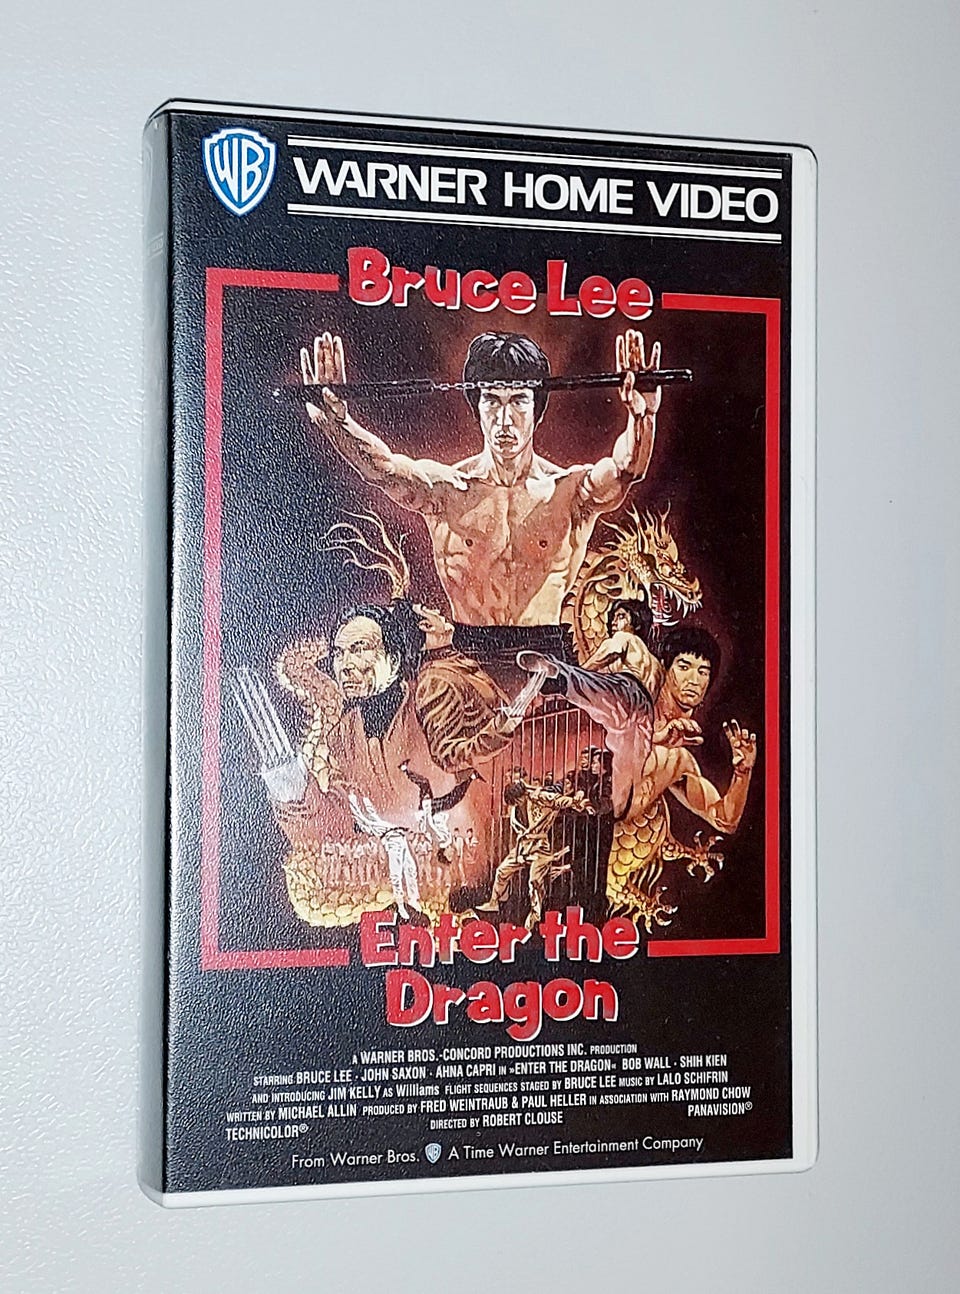 WB WARNER HOME VIDEO
Bruce Lee
Enter the
Dragon
A WARNER BROS.-CONCORD PRODUCTIONS INC. PRODUCTION
STARRING BRUCE LEE · JOHN SAXON · AHNA CAPRI IN »ENTER THE DRAGON« BOB WALL · SHIH KIEN
AND INTRODUCING JIM KELLY AS Williams FLIGHT SEQUENCES STAGED BY BRUCE LEE MUSIC BY LALO SCHIFRIN
WRITTEN BY MICHAEL ALLIN PRODUCED BY FRED WEINTRAUB & PAUL HELLER IN ASSOCIATION WITH RAYMOND CHOW
TECHNICOLOR® DIRECTED BY ROBERT CLOUSE PANAVISION®
From Warner Bros. WB A Time Warner Entertainment Company